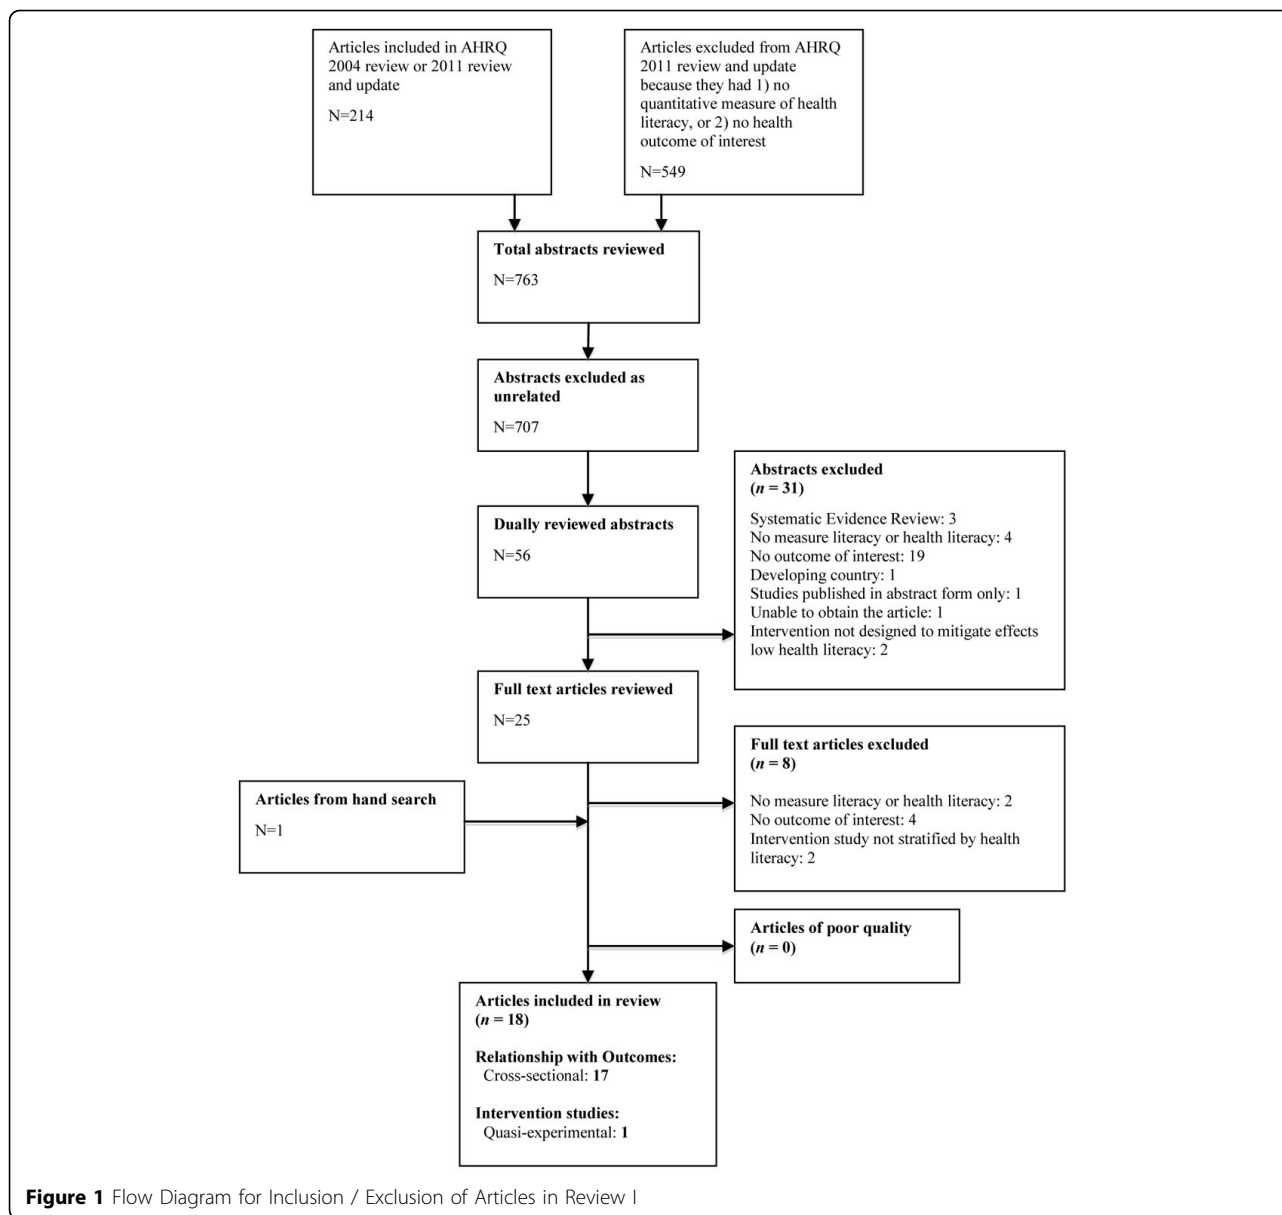 Articles included in AHRQ
2004 review or 2011 review
and update
N=214
Articles excluded from AHRQ
2011 review and update
because they had 1) no
quantitative measure of health
literacy, or 2) no health
outcome of interest
N=549
Total abstracts reviewed
N=763
Abstracts excluded as
unrelated
N=707
Dually reviewed abstracts
N=56
Abstracts excluded
(n = 31)
Systematic Evidence Review: 3
No measure literacy or health literacy: 4
No outcome of interest: 19
Developing country: 1
Studies published in abstract form only: 1
Unable to obtain the article: 1
Intervention not designed to mitigate effects
low health literacy: 2
Full text articles reviewed
N=25
Full text articles excluded
(n = 8)
No measure literacy or health literacy: 2
No outcome of interest: 4
Intervention study not stratified by health
literacy: 2
Articles from hand search
N=1
Articles of poor quality
(n = 0)
Articles included in review
(n = 18)
Relationship with Outcomes:
Cross-sectional: 17
Intervention studies:
Quasi-experimental: 1
Figure 1 Flow Diagram for Inclusion / Exclusion of Articles in Review I